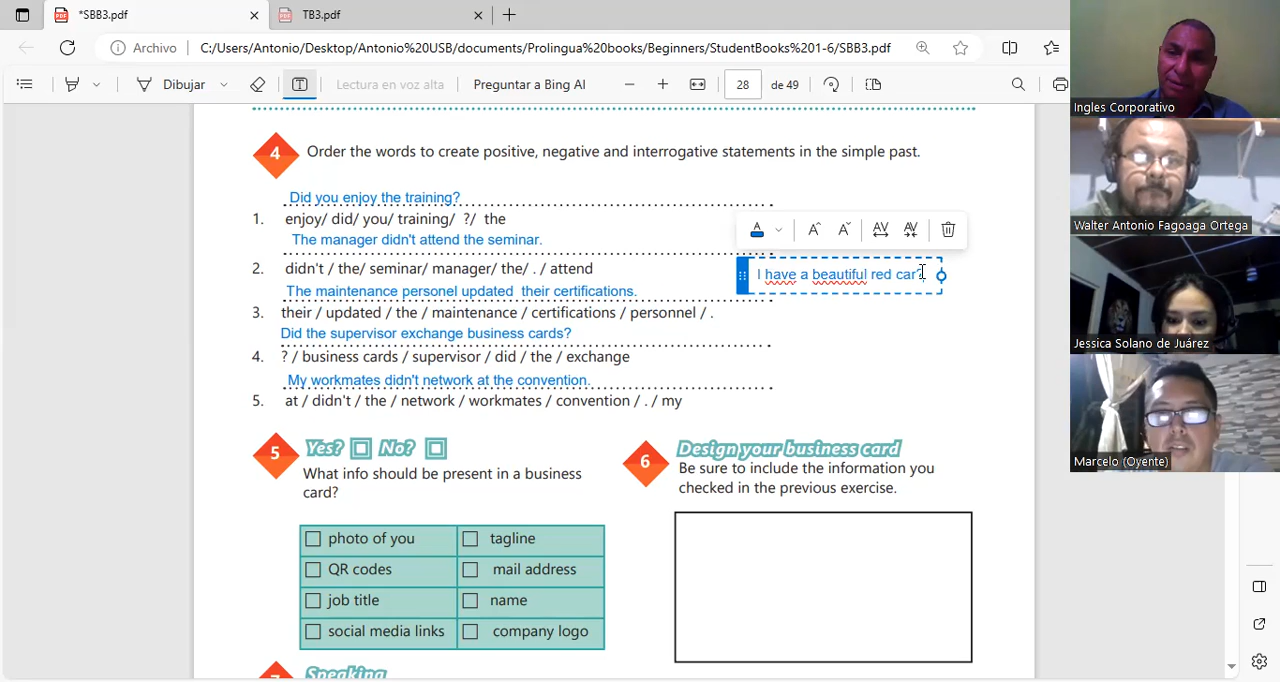 *SBB3.pdf
TB3.pdf
Archivo
C:/Users/Antonio/Desktop/Antonio%20USB/documents/Prolingua%20books/Beginners/StudentBooks%201-6/SBB3.pdf
Dibujar
Lectura en voz alta
Preguntar a Bing AI
28
de 49
4
Order the words to create positive, negative and interrogative statements in the simple past.
Did you enjoy the training?
1. enjoy/ did/ you/ training/ ?/ the
The manager didn't attend the seminar.
2. didn't / the/ seminar/ manager/ the/ . / attend
I have a beautiful red car
The maintenance personel updated their certifications.
3. their / updated / the / maintenance / certifications / personnel / .
Did the supervisor exchange business cards?
4. ? / business cards / supervisor / did / the / exchange
My workmates didn't network at the convention.
5. at / didn't / the / network / workmates / convention / . / my
5
Yes? No?
What info should be present in a business
card?
photo of you
tagline
QR codes
mail address
job title
name
social media links
company logo
6
Design your business card
Be sure to include the information you
checked in the previous exercise.
Speaking
Ingles Corporativo
Walter Antonio Fagoaga Ortega
Jessica Solano de Juárez
Marcelo (Oyente)